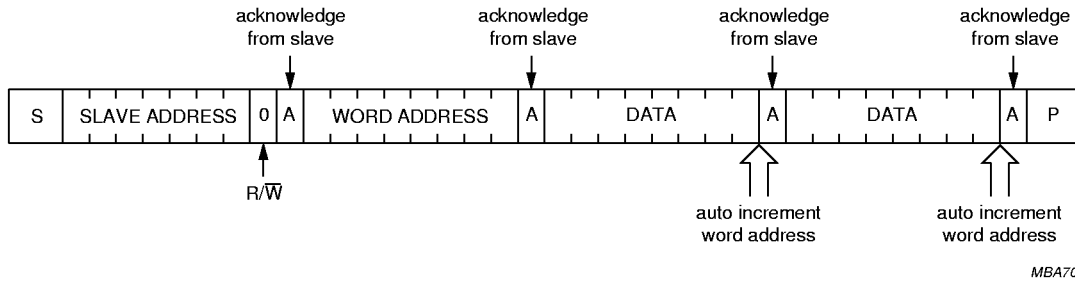 acknowledge from slave
acknowledge from slave
acknowledge from slave
acknowledge from slave
S SLAVE ADDRESS 0 A WORD ADDRESS A DATA A DATA A P
R/W̅
auto increment word address
auto increment word address